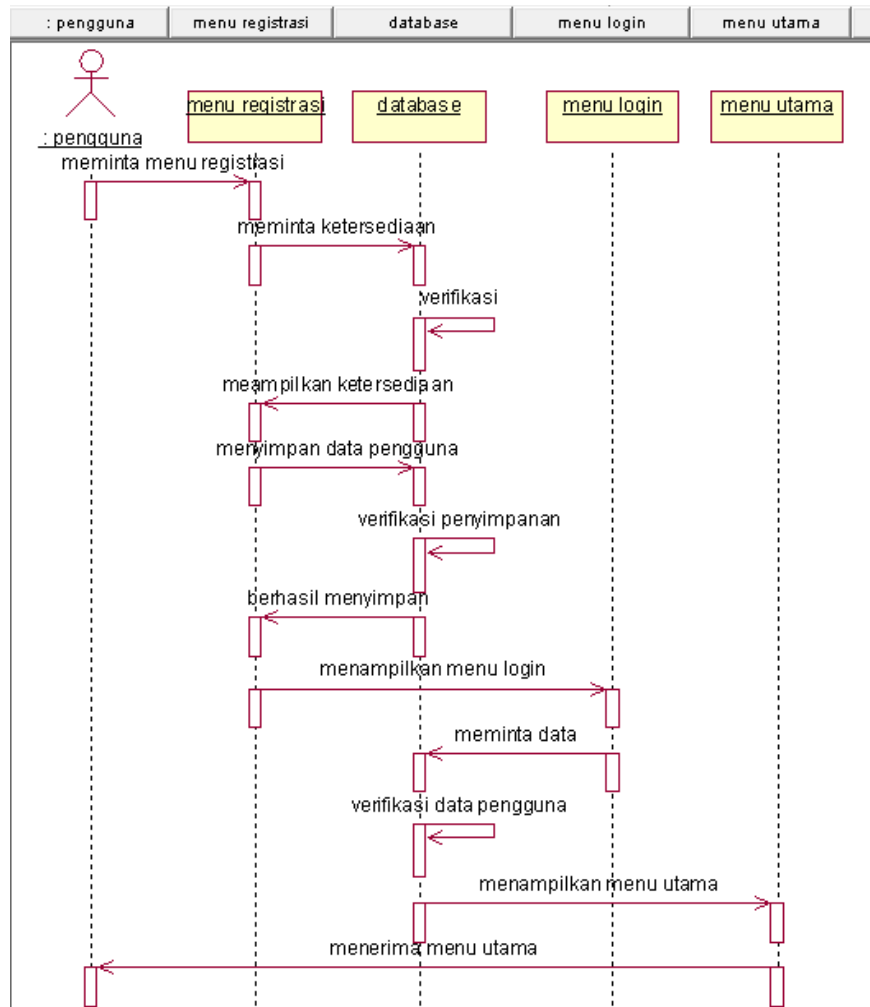 : pengguna
menu registrasi
database
menu login
menu utama
menu registrasi
database
menu login
menu utama
: pengguna
meminta menu registrasi
meminta ketersediaan
verifikasi
meampilkan ketersediaan
menyimpan data pengguna
verifikasi penyimpanan
berhasil menyimpan
menampilkan menu login
meminta data
verifikasi data pengguna
menampilkan menu utama
menerima menu utama